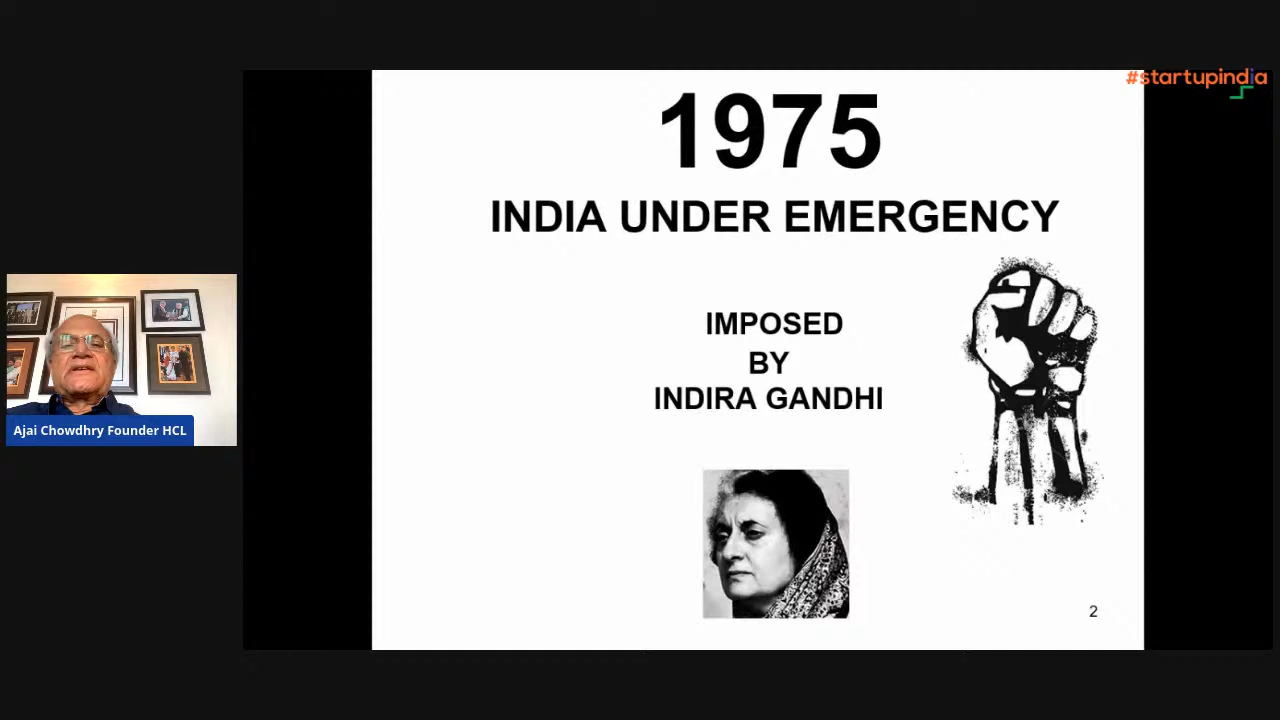 #startupindia
1975
INDIA UNDER EMERGENCY
IMPOSED
BY
INDIRA GANDHI
Ajai Chowdhry Founder HCL
2